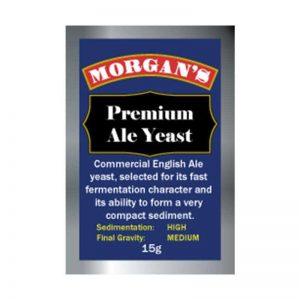 MORGAN'S
Premium
Ale Yeast
Commercial English Ale
yeast, selected for its fast
fermentation character and
its ability to form a very
compact sediment.
Sedimentation: HIGH
Final Gravity: MEDIUM
15g